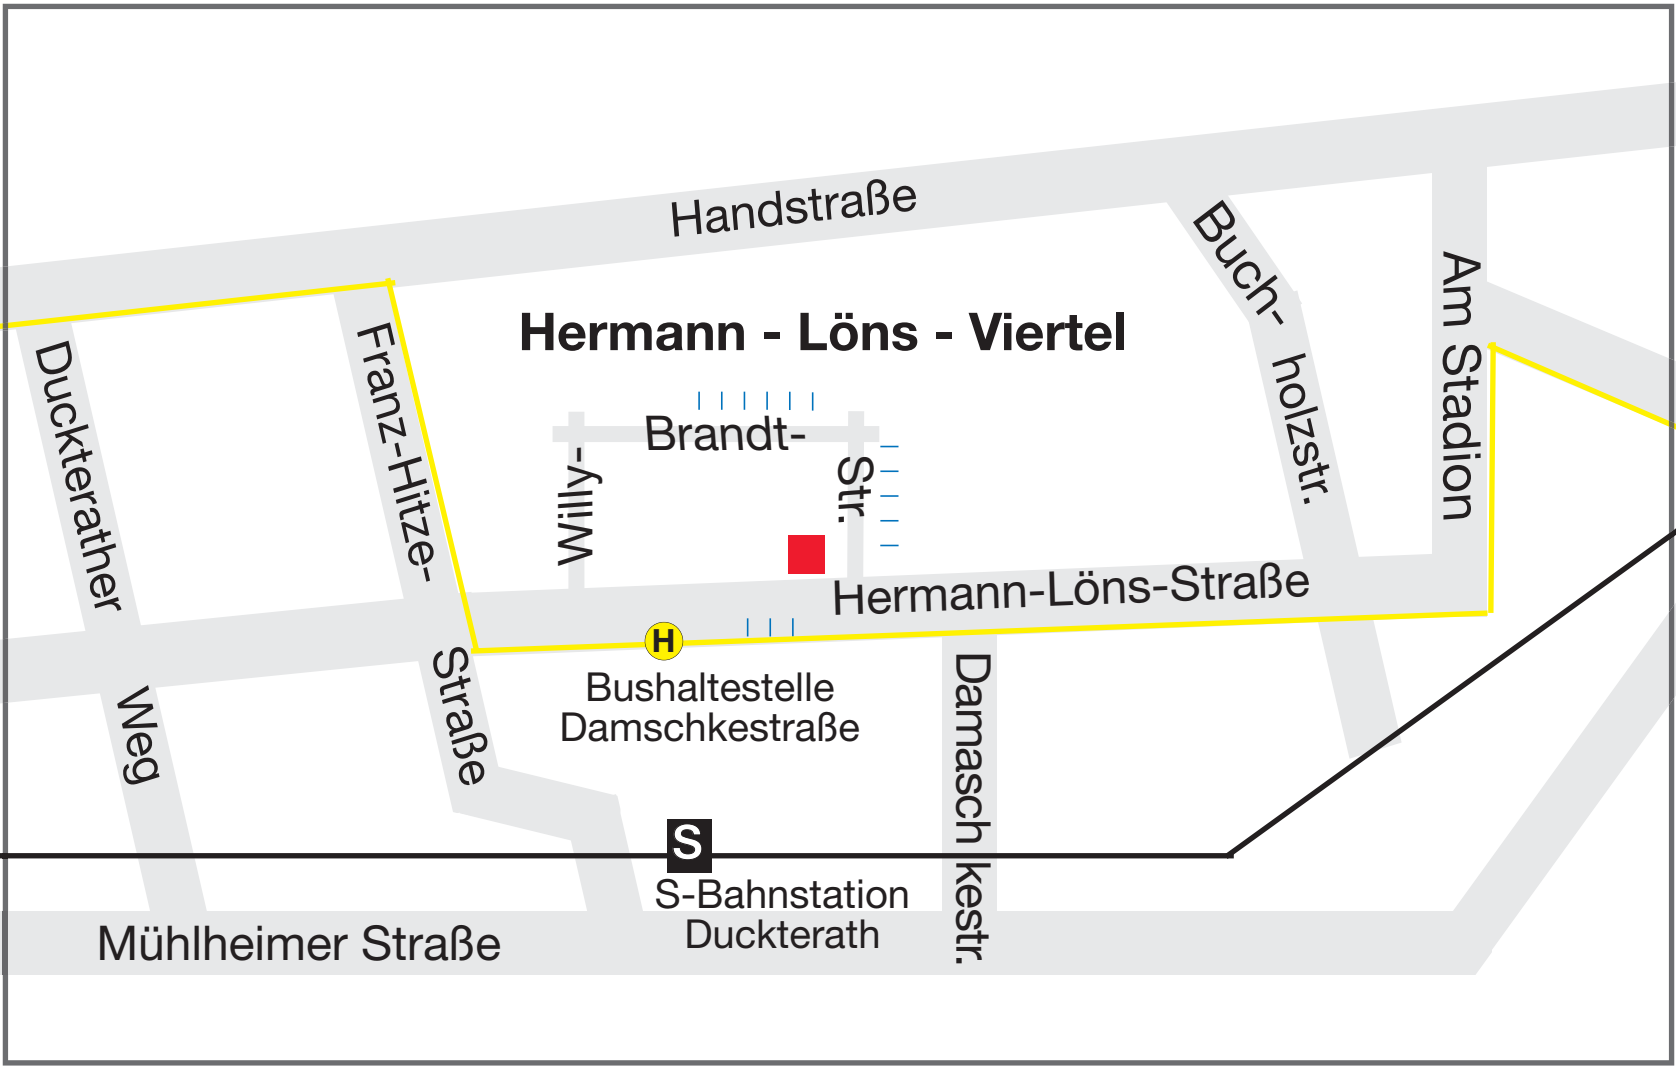 Handstraße
Hermann - Löns - Viertel
Duckterather
Weg
Franz-Hitze-
Straße
Willy-
Brandt-
Str.
Buch-
holzstr.
Am Stadion
Hermann-Löns-Straße
H
Bushaltestelle
Damschkestraße
Damasch kestr.
S
S-Bahnstation
Duckterath
Mühlheimer Straße